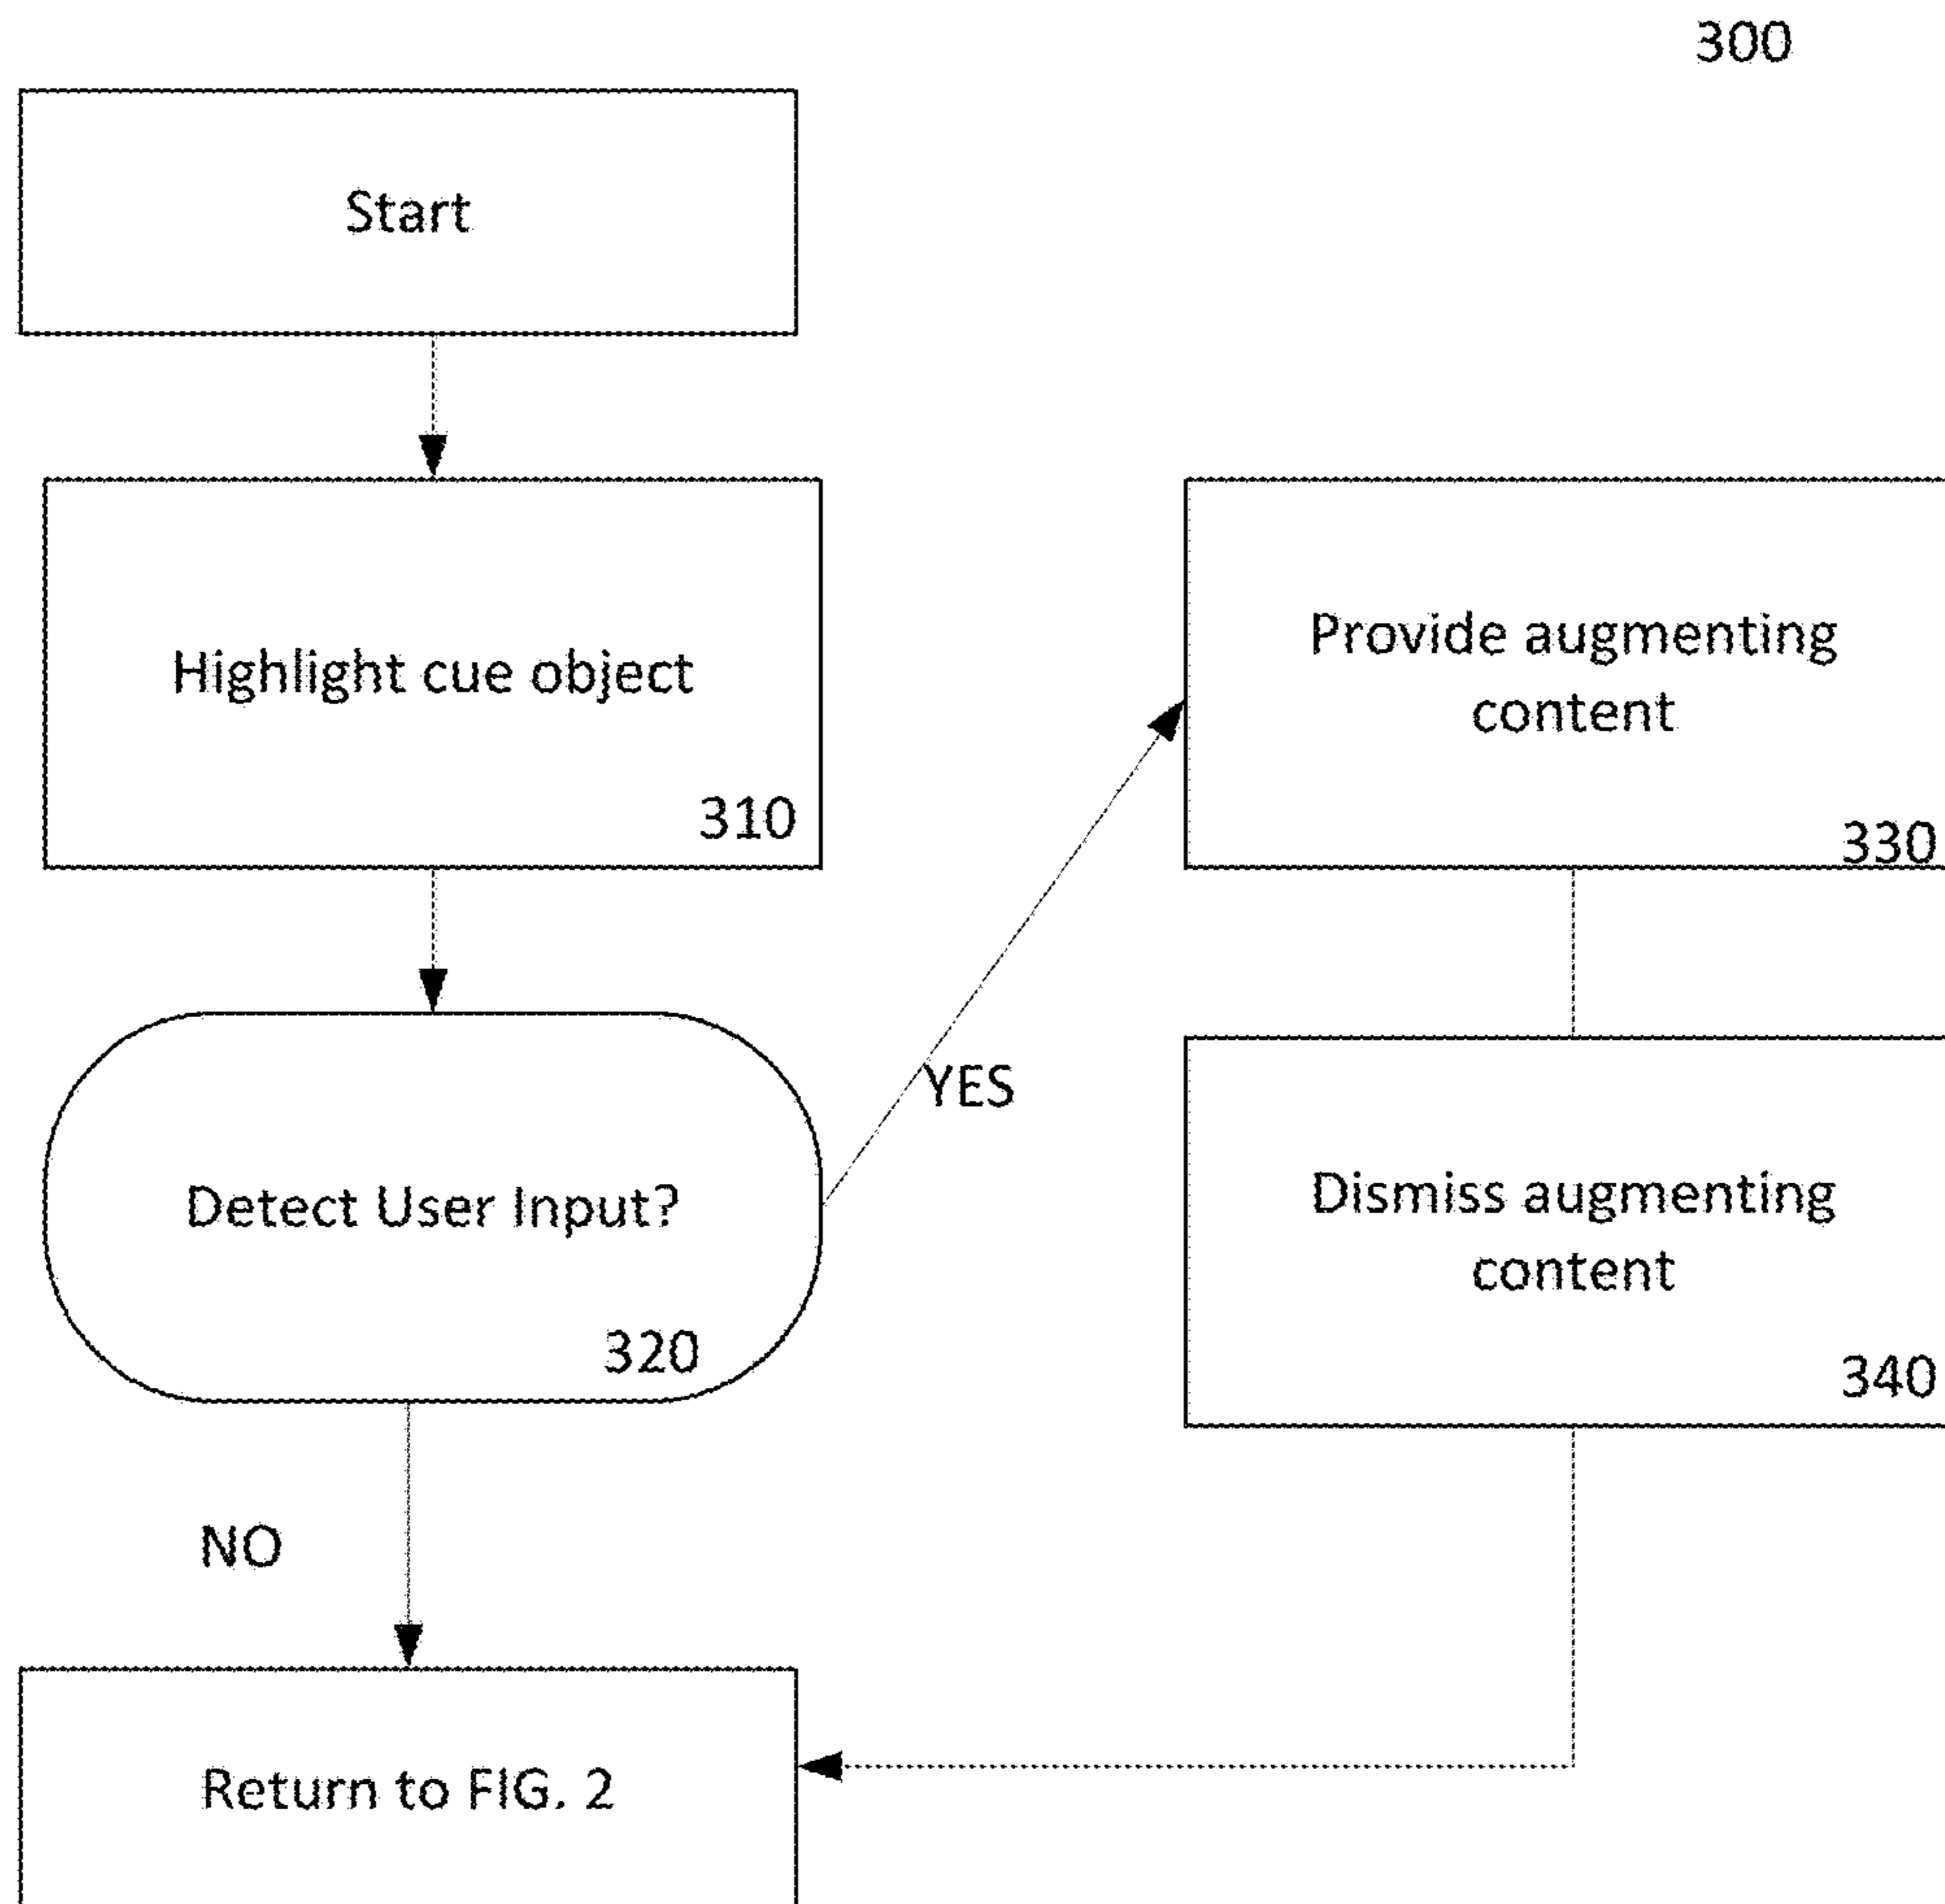 300
Start
Highlight cue object
310
Provide augmenting
content
330
YES
Detect User Input?
320
Dismiss augmenting
content
340
NO
Return to FIG. 2